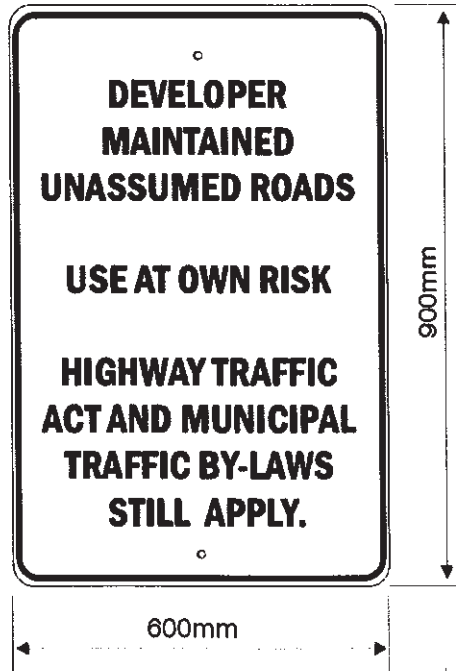 DEVELOPER
MAINTAINED
UNASSUMED ROADS
USE AT OWN RISK
HIGHWAY TRAFFIC
ACT AND MUNICIPAL
TRAFFIC BY-LAWS
STILL APPLY.
900mm
600mm